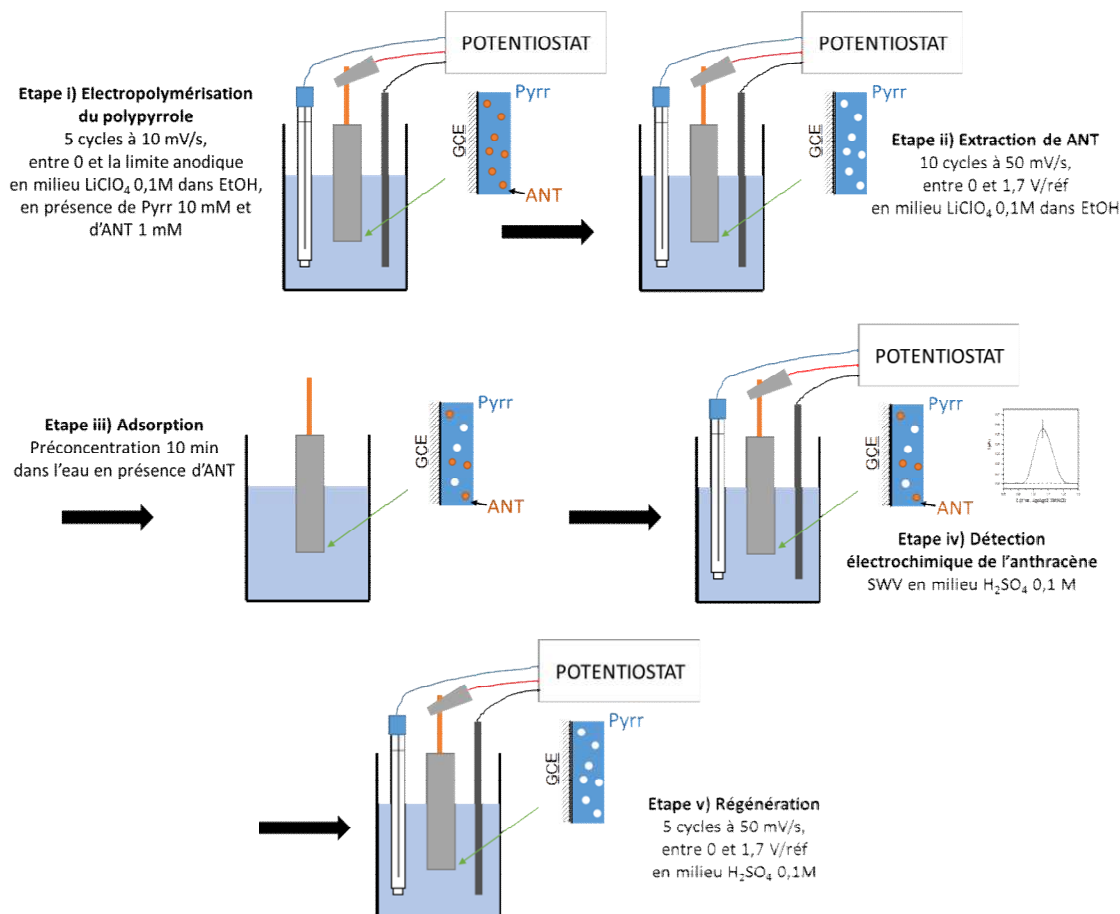 POTENTIOSTAT
Etape i) Electropolymérisation
du polypyrrole
5 cycles à 10 mV/s,
entre 0 et la limite anodique
en milieu LiClO₄ 0,1M dans EtOH,
en présence de Pyrr 10 mM et
d'ANT 1 mM
Pyrr
GCE
ANT
POTENTIOSTAT
Pyrr
GCE
Etape ii) Extraction de ANT
10 cycles à 50 mV/s,
entre 0 et 1,7 V/réf
en milieu LiClO₄ 0,1M dans EtOH
Etape iii) Adsorption
Préconcentration 10 min
dans l'eau en présence d'ANT
Pyrr
GCE
ANT
POTENTIOSTAT
Pyrr
GCE
ANT
Etape iv) Détection
électrochimique de l'anthracène
SWV en milieu H₂SO₄ 0,1 M
POTENTIOSTAT
Pyrr
GCE
Etape v) Régénération
5 cycles à 50 mV/s,
entre 0 et 1,7 V/réf
en milieu H₂SO₄ 0,1M